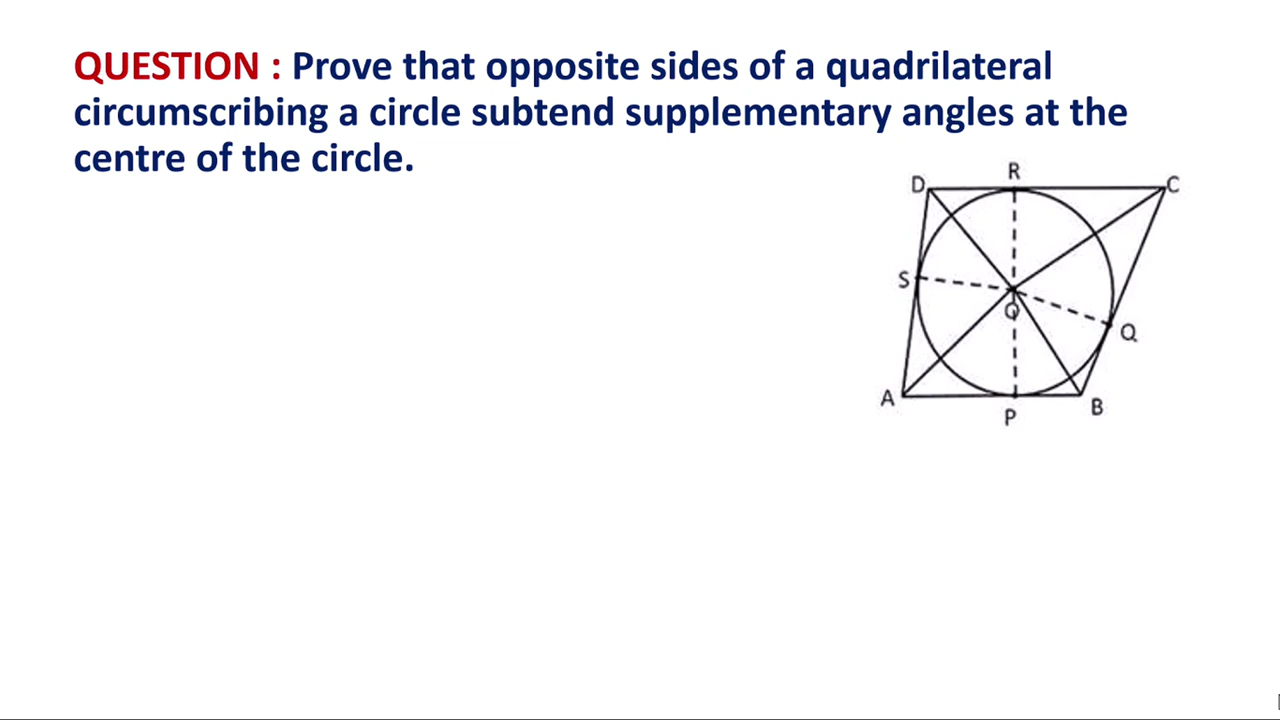 QUESTION : Prove that opposite sides of a quadrilateral
circumscribing a circle subtend supplementary angles at the
centre of the circle.
R
D
C
S
O
Q
A
B
P